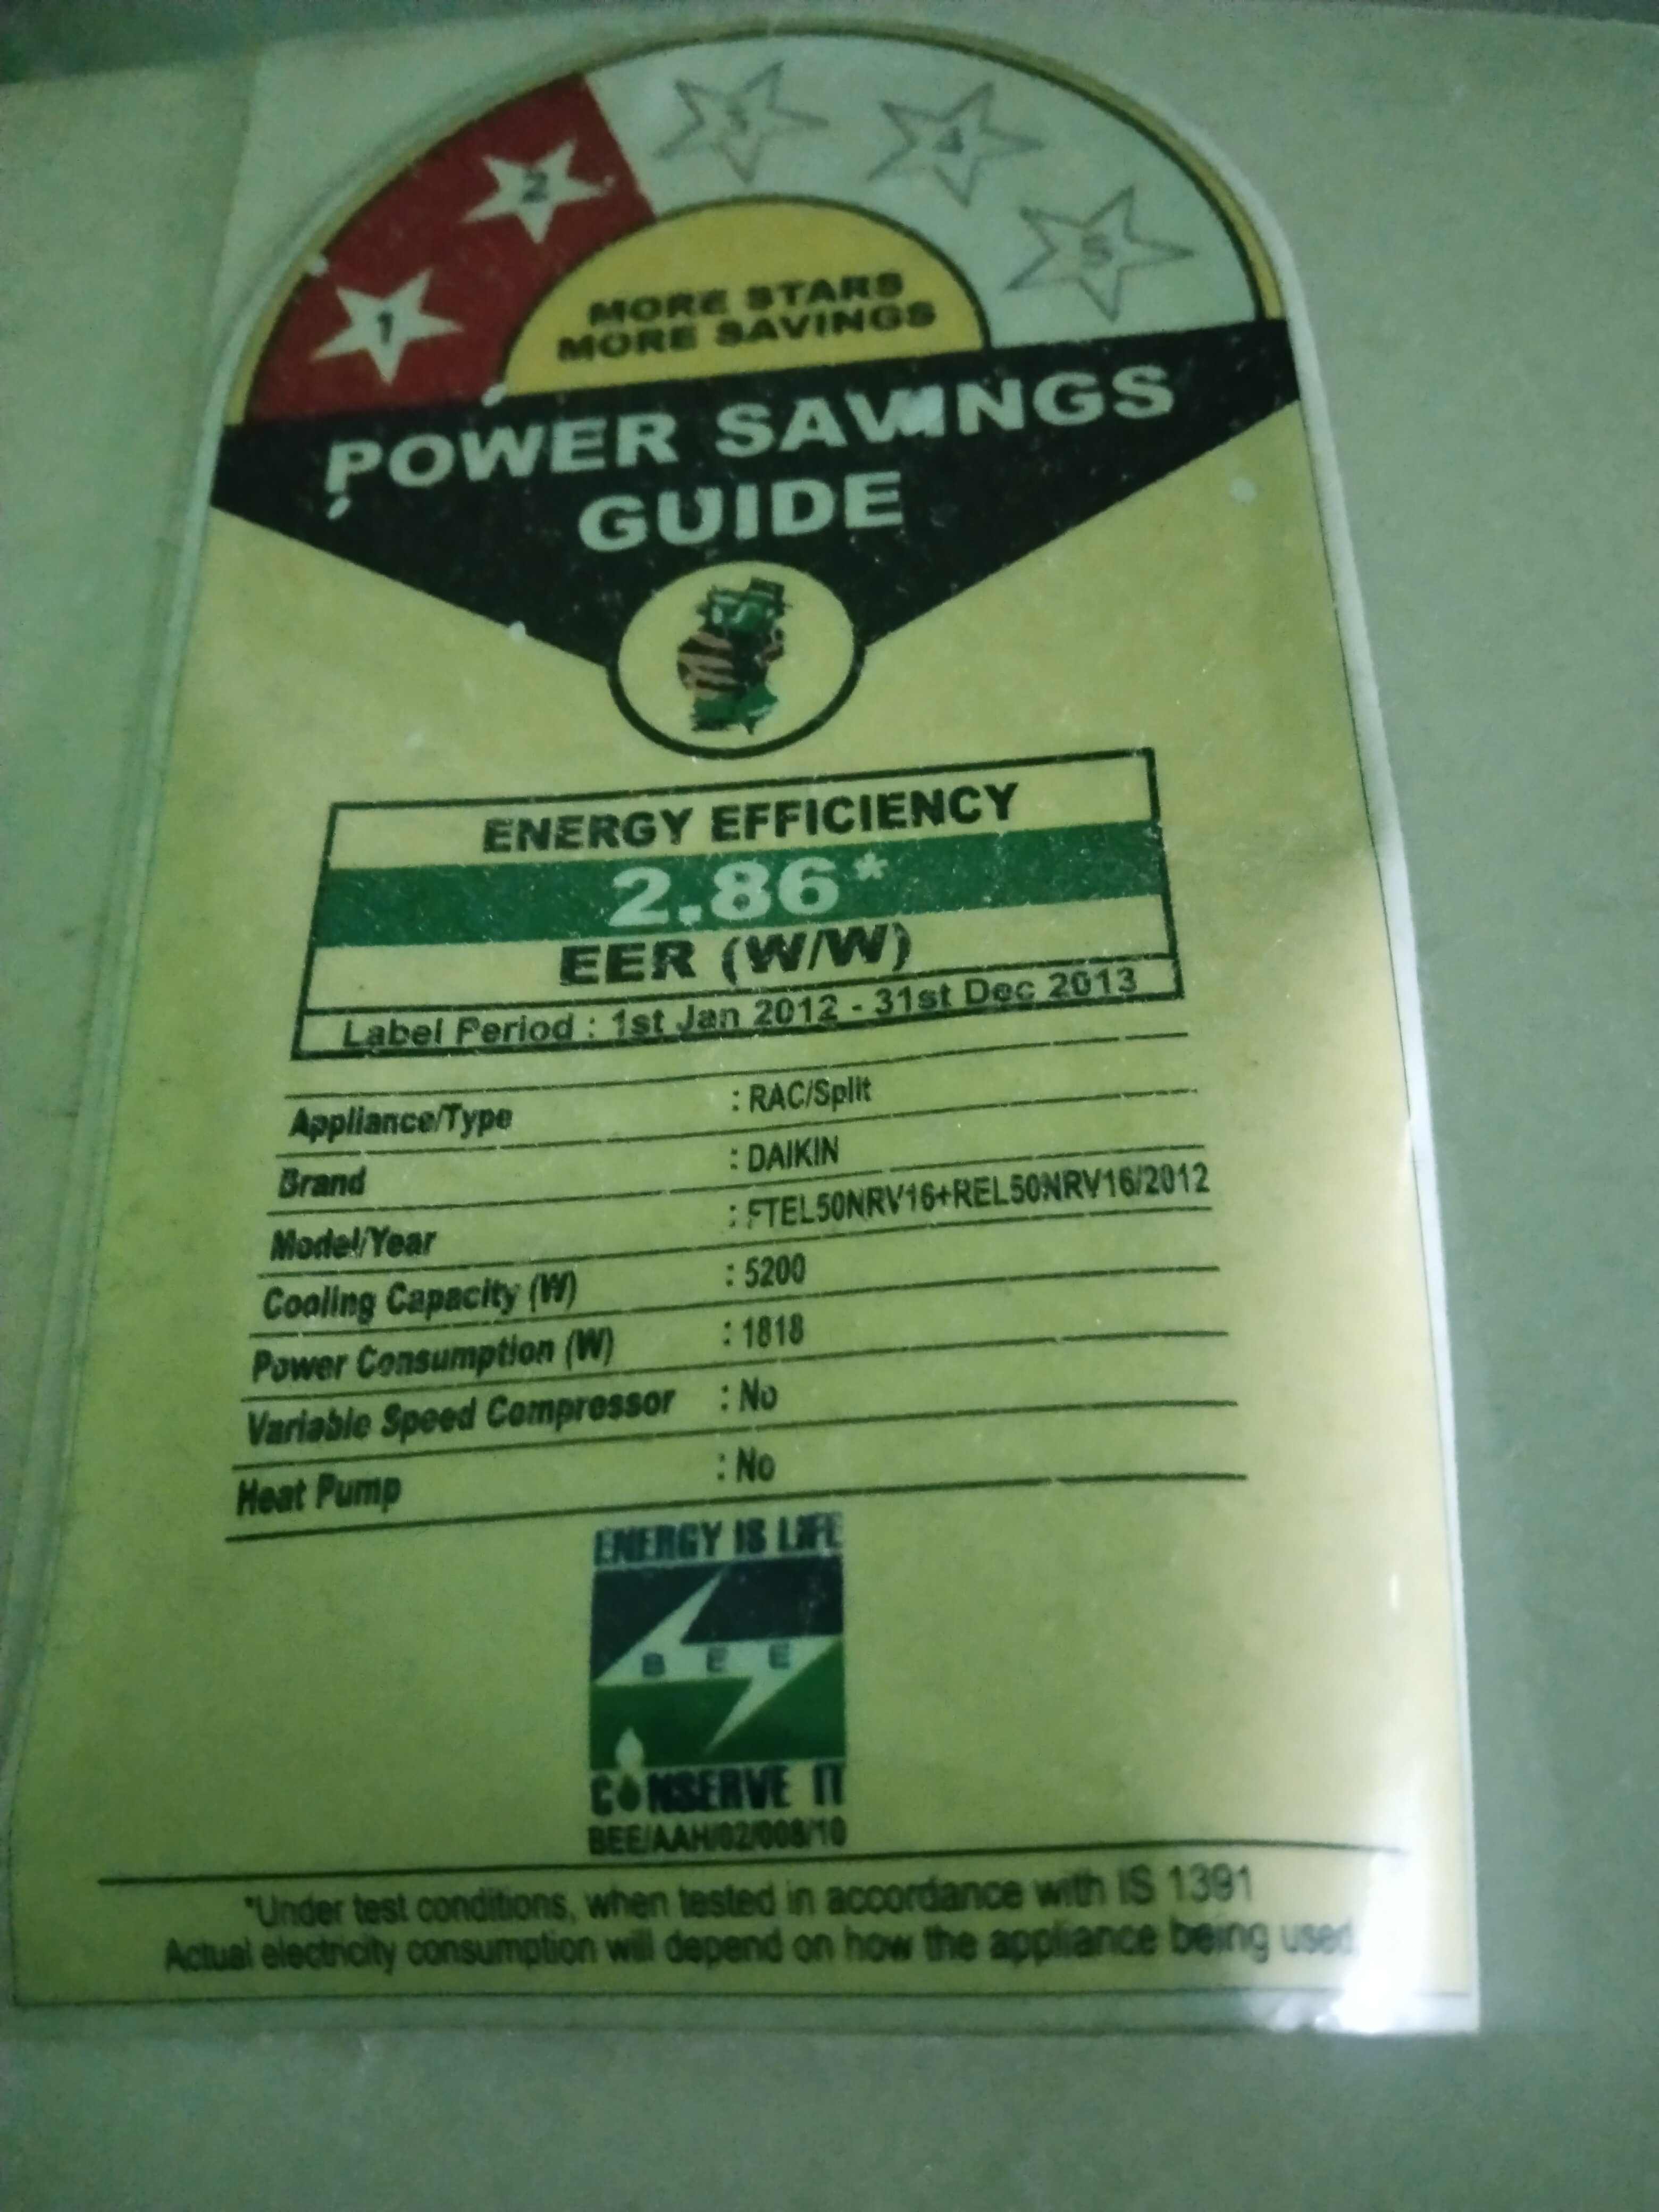 1 2 3 4 5
MORE STARS
MORE SAVINGS
POWER SAVINGS
GUIDE
ENERGY EFFICIENCY
2.86*
EER (W/W)
Label Period : 1st Jan 2012 - 31st Dec 2013
Appliance/Type : RAC/Split
Brand : DAIKIN
Model/Year : FTEL50NRV16+REL50NRV16/2012
Cooling Capacity (W) : 5200
Power Consumption (W) : 1818
Variable Speed Compressor : No
Heat Pump : No
ENERGY IS LIFE
BEE
CONSERVE IT
BEE/AAH/02/008/10
*Under test conditions, when tested in accordance with IS 1391
Actual electricity consumption will depend on how the appliance being used